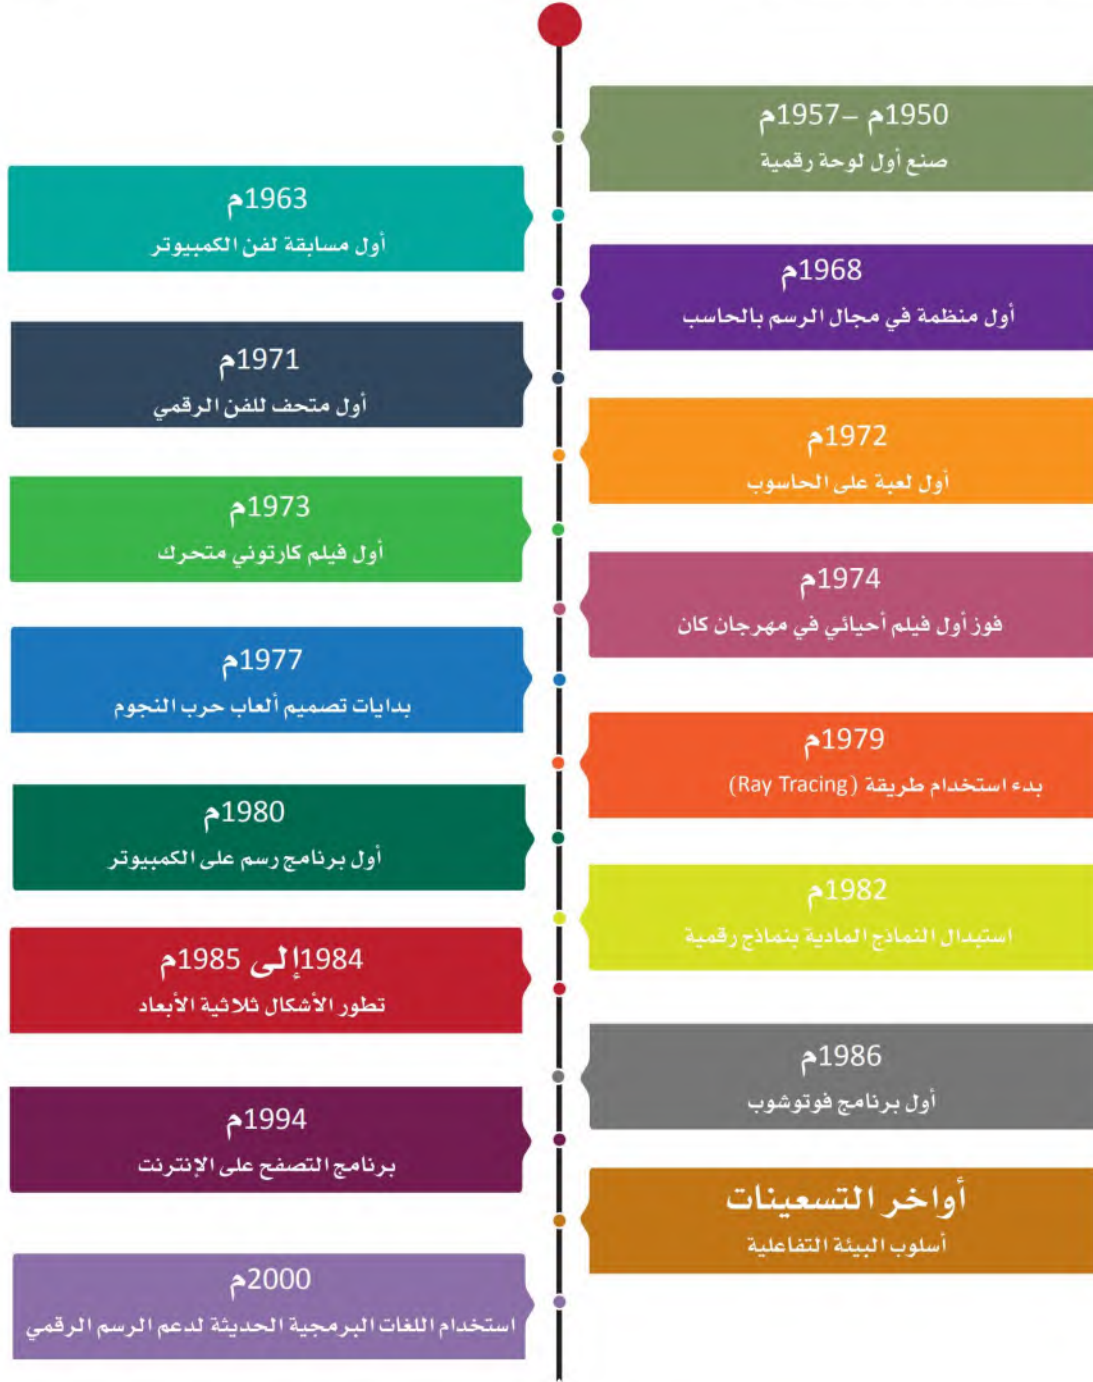 1950م –1957م
صنع أول لوحة رقمية
1963م
أول مسابقة لفن الكمبيوتر
1968م
أول منظمة في مجال الرسم بالحاسب
1971م
أول متحف للفن الرقمي
1972م
أول لعبة على الحاسوب
1973م
أول فيلم كارتوني متحرك
1974م
فوز أول فيلم أحيائي في مهرجان كان
1977م
بدايات تصميم ألعاب حرب النجوم
1979م
بدء استخدام طريقة (Ray Tracing)
1980م
أول برنامج رسم على الكمبيوتر
1982م
استبدال النماذج المادية بنماذج رقمية
1984إلى 1985م
تطور الأشكال ثلاثية الأبعاد
1986م
أول برنامج فوتوشوب
1994م
برنامج التصفح على الإنترنت
أواخر التسعينات
أسلوب البيئة التفاعلية
2000م
استخدام اللغات البرمجية الحديثة لدعم الرسم الرقمي